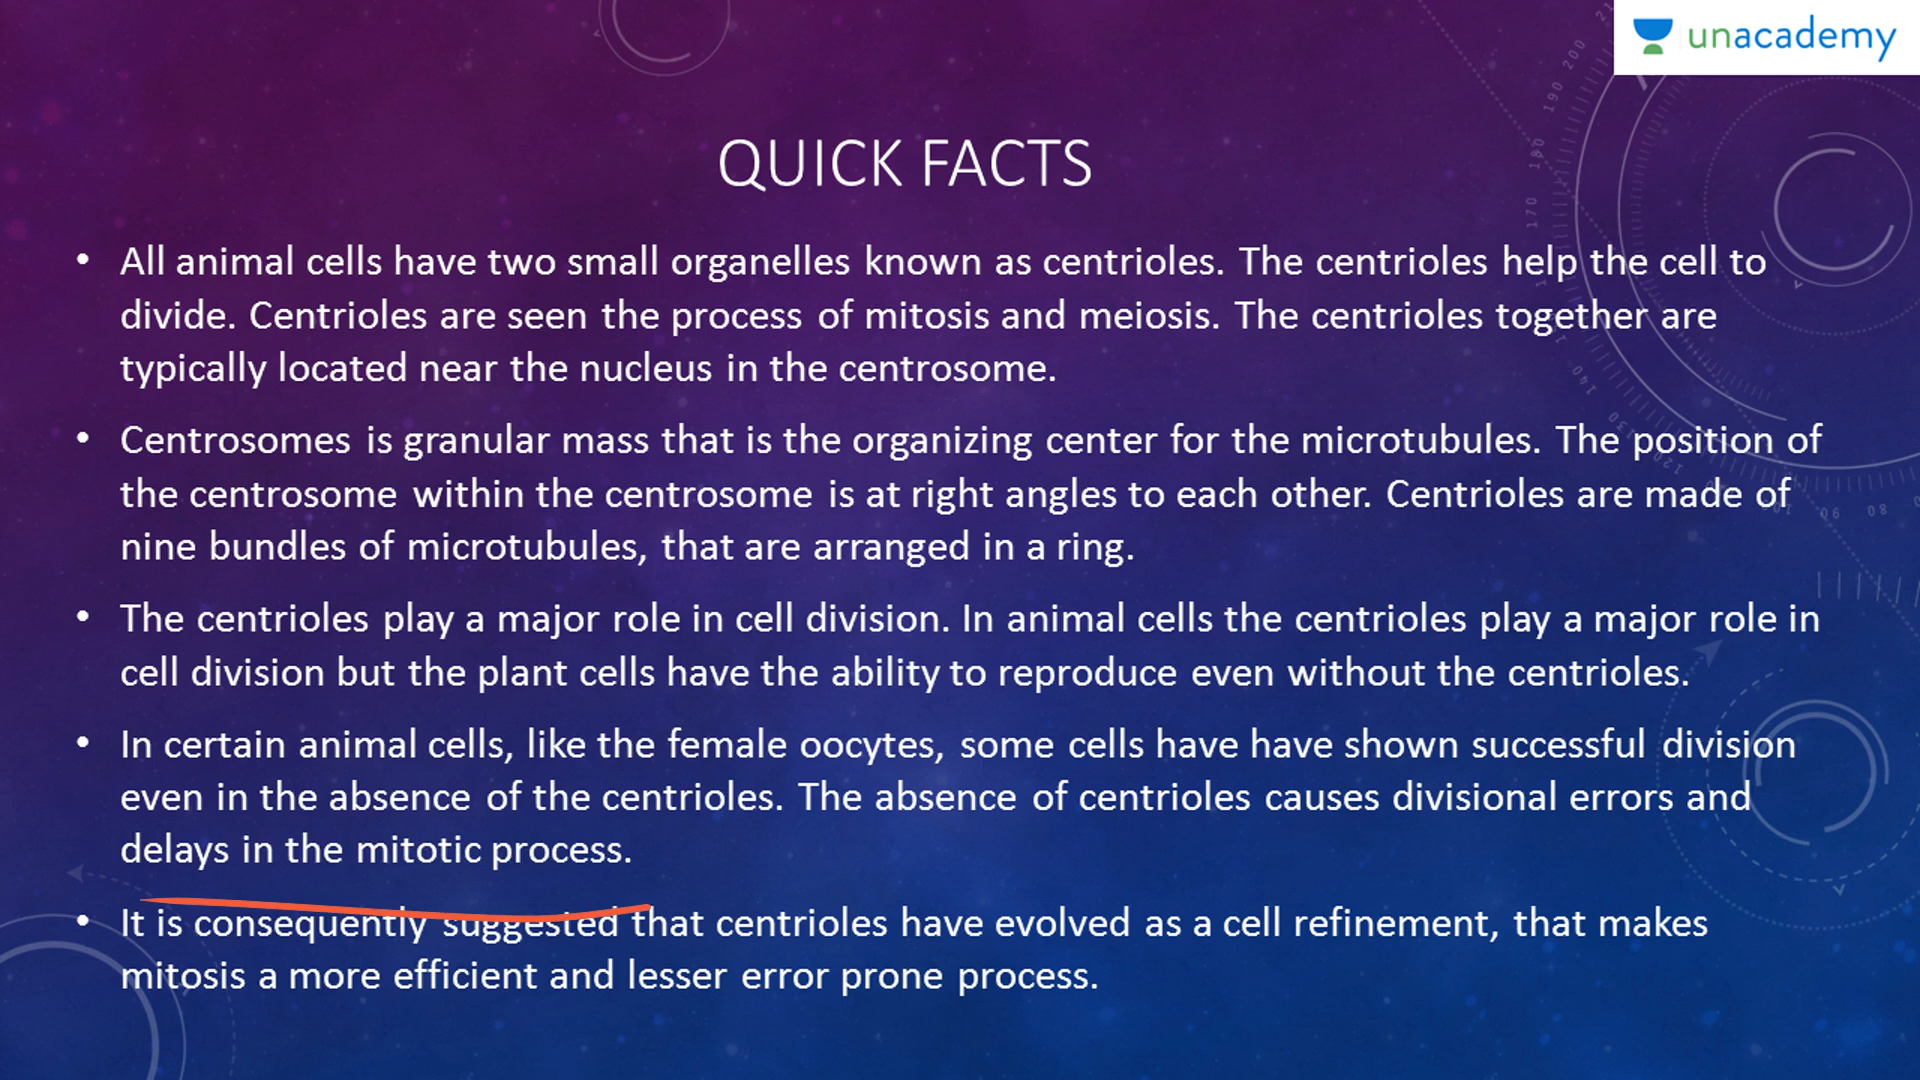 unacademy
QUICK FACTS
• All animal cells have two small organelles known as centrioles. The centrioles help the cell to
divide. Centrioles are seen the process of mitosis and meiosis. The centrioles together are
typically located near the nucleus in the centrosome.
• Centrosomes is granular mass that is the organizing center for the microtubules. The position of
the centrosome within the centrosome is at right angles to each other. Centrioles are made of
nine bundles of microtubules, that are arranged in a ring.
• The centrioles play a major role in cell division. In animal cells the centrioles play a major role in
cell division but the plant cells have the ability to reproduce even without the centrioles.
• In certain animal cells, like the female oocytes, some cells have have shown successful division
even in the absence of the centrioles. The absence of centrioles causes divisional errors and
delays in the mitotic process.
• It is consequently suggested that centrioles have evolved as a cell refinement, that makes
mitosis a more efficient and lesser error prone process.